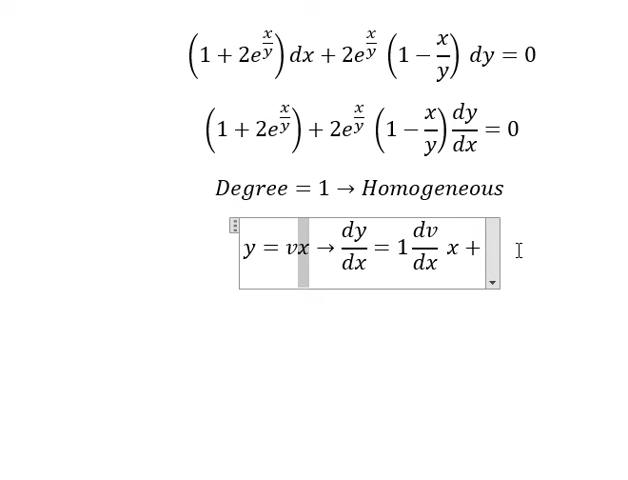 (1 + 2e^{x/y}) dx + 2e^{x/y} (1 − x/y) dy = 0
(1 + 2e^{x/y}) + 2e^{x/y} (1 − x/y) dy/dx = 0
Degree = 1 → Homogeneous
y = vx → dy/dx = 1 dv/dx x +